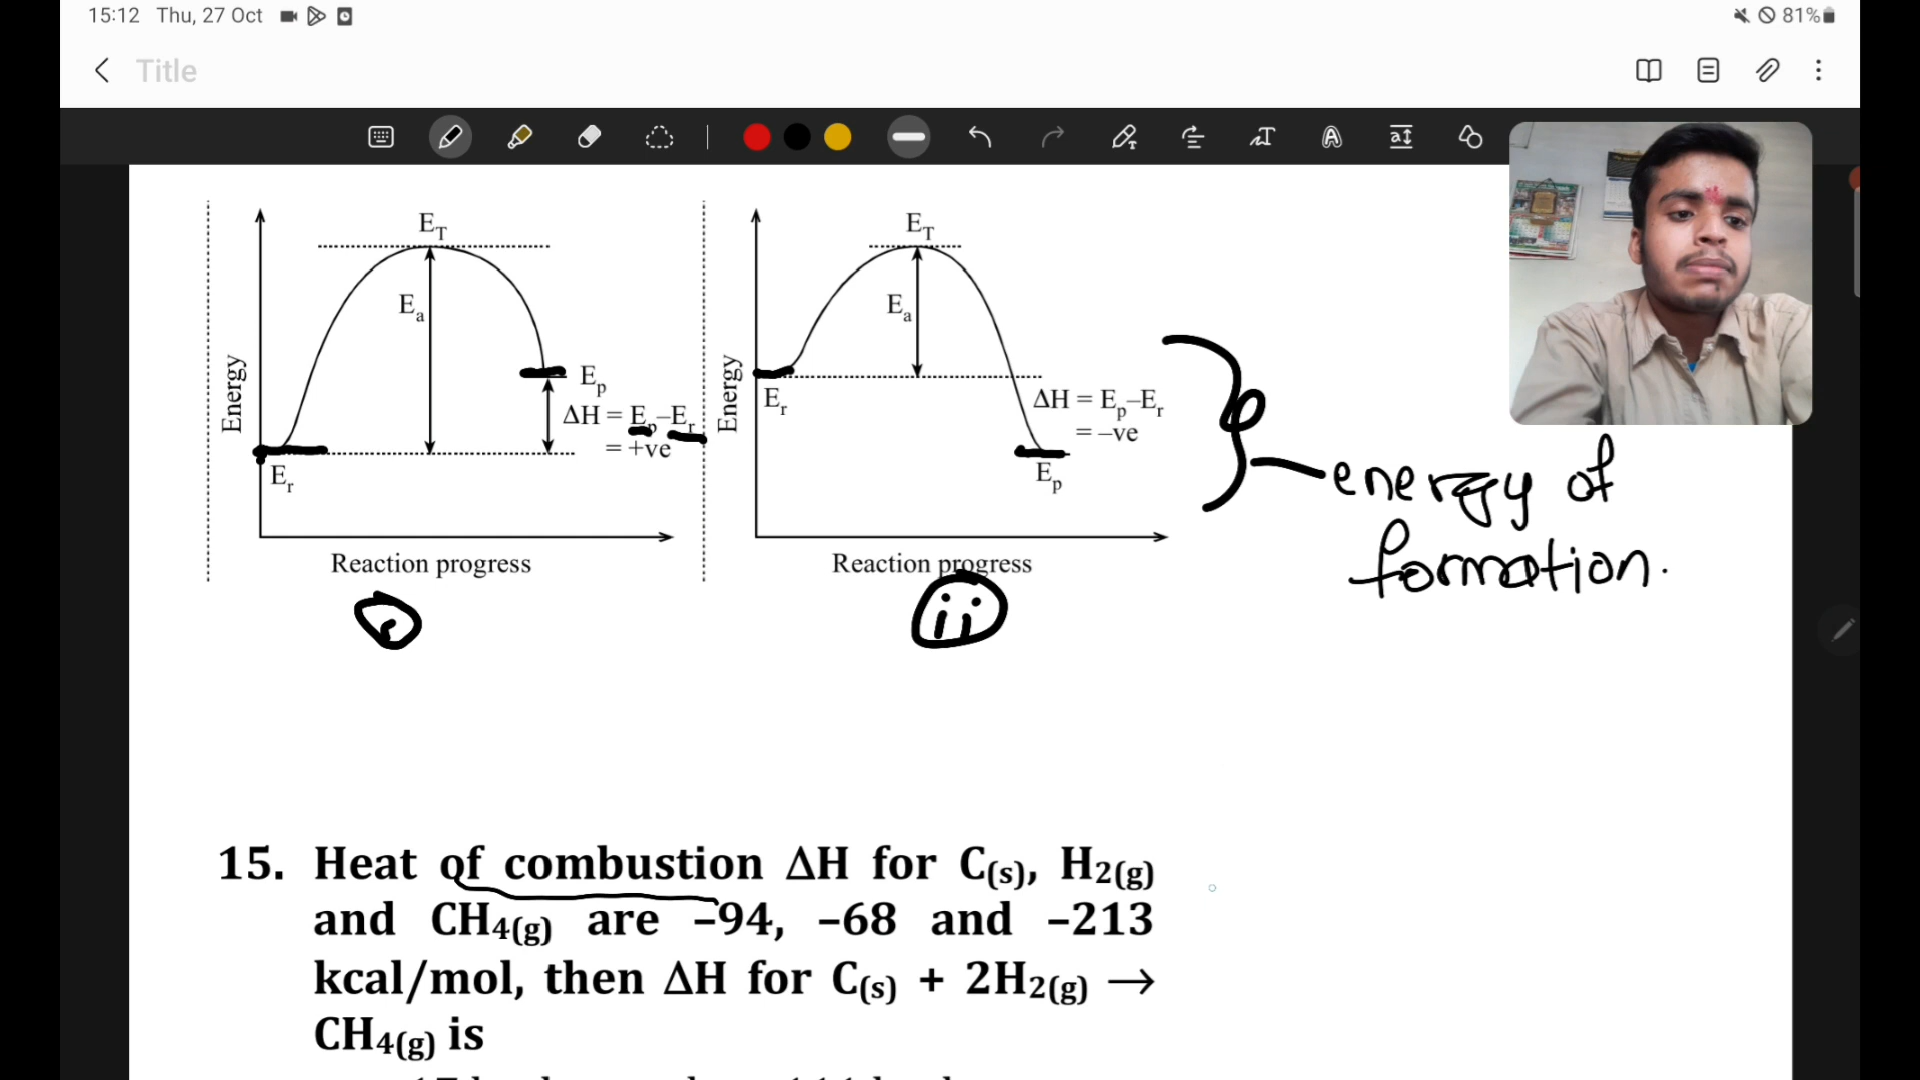 15:12 Thu, 27 Oct
81%
Title
E_T
E_a
E_p
ΔH = E_p–E_r
= +ve
E_r
Energy
Reaction progress
E_T
E_a
E_r
ΔH = E_p–E_r
= –ve
E_p
Energy
Reaction progress
ii
energy of
formation.
15. Heat of combustion ΔH for C(s), H2(g)
and CH4(g) are –94, –68 and –213
kcal/mol, then ΔH for C(s) + 2H2(g) →
CH4(g) is